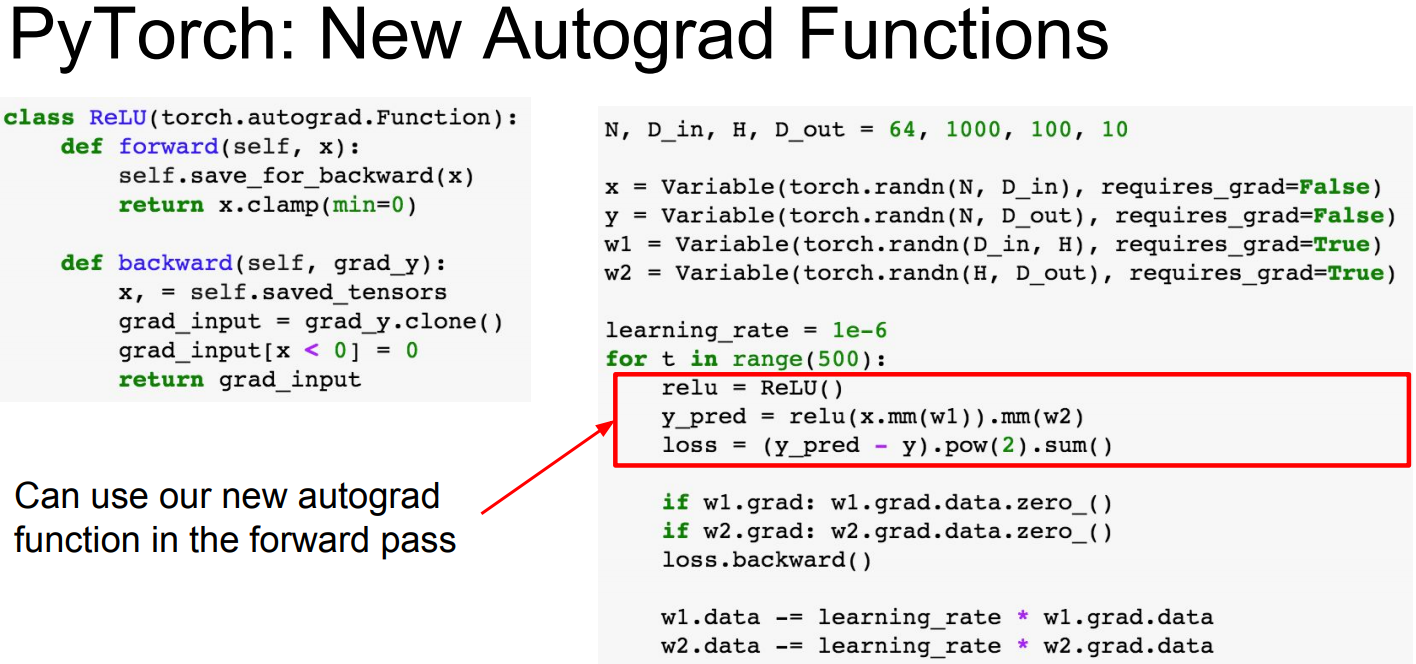 PyTorch: New Autograd Functions
class ReLU(torch.autograd.Function):
    def forward(self, x):
        self.save_for_backward(x)
        return x.clamp(min=0)
    def backward(self, grad_y):
        x, = self.saved_tensors
        grad_input = grad_y.clone()
        grad_input[x < 0] = 0
        return grad_input
Can use our new autograd
function in the forward pass
N, D_in, H, D_out = 64, 1000, 100, 10
x = Variable(torch.randn(N, D_in), requires_grad=False)
y = Variable(torch.randn(N, D_out), requires_grad=False)
w1 = Variable(torch.randn(D_in, H), requires_grad=True)
w2 = Variable(torch.randn(H, D_out), requires_grad=True)
learning_rate = 1e-6
for t in range(500):
    relu = ReLU()
    y_pred = relu(x.mm(w1)).mm(w2)
    loss = (y_pred - y).pow(2).sum()
    if w1.grad: w1.grad.data.zero_()
    if w2.grad: w2.grad.data.zero_()
    loss.backward()
    w1.data -= learning_rate * w1.grad.data
    w2.data -= learning_rate * w2.grad.data